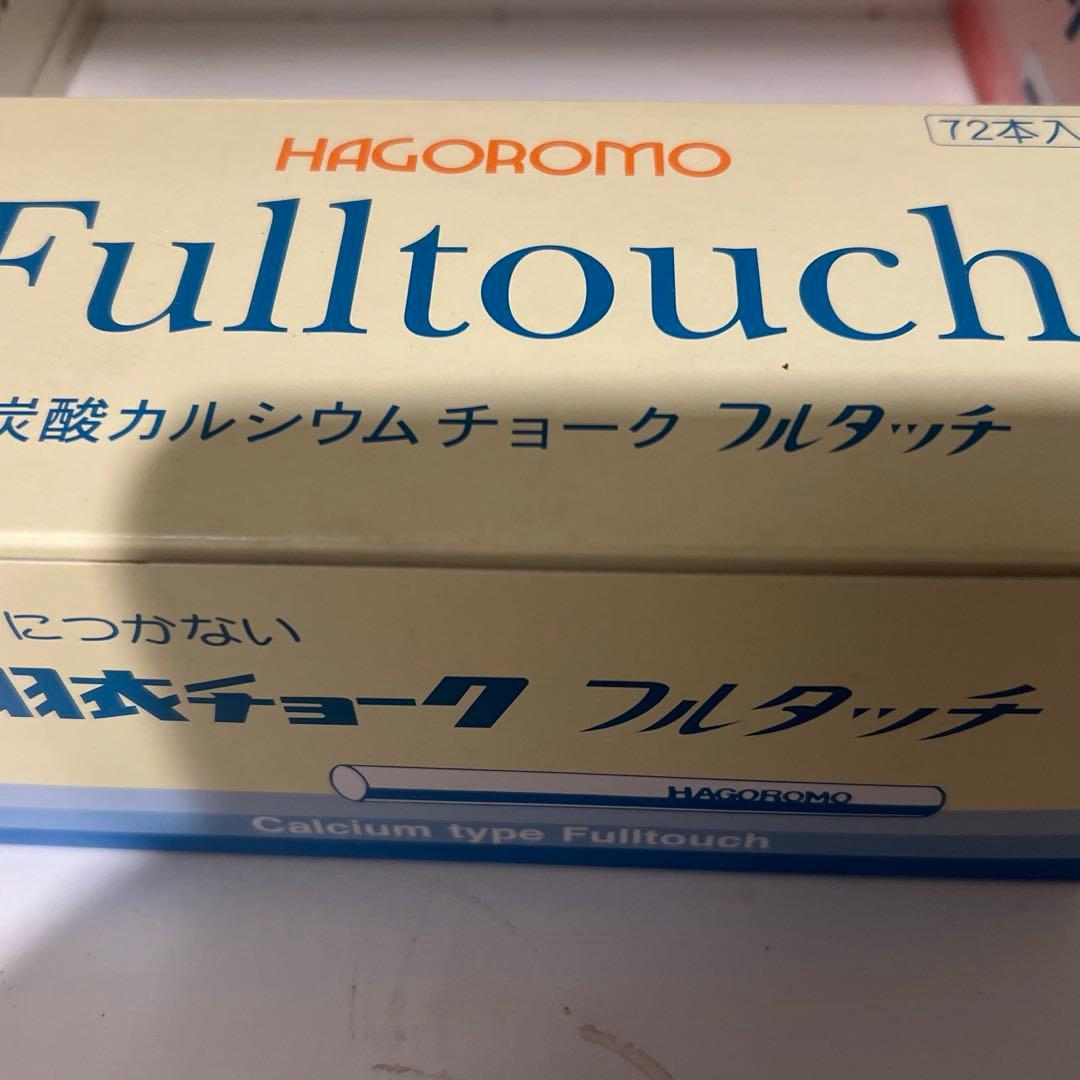 HAGOROMO
72本入
Fulltouch
炭酸カルシウムチョーク フルタッチ
につかない
羽衣チョーク フルタッチ
HAGOROMO
Calcium type Fulltouch